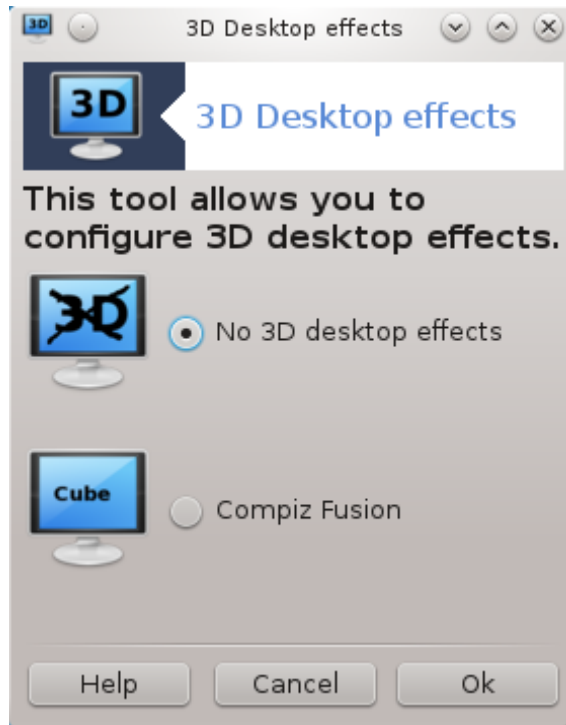 3D
3D Desktop effects
3D
3D Desktop effects
This tool allows you to
configure 3D desktop effects.
3D
No 3D desktop effects
Cube
Compiz Fusion
Help
Cancel
Ok